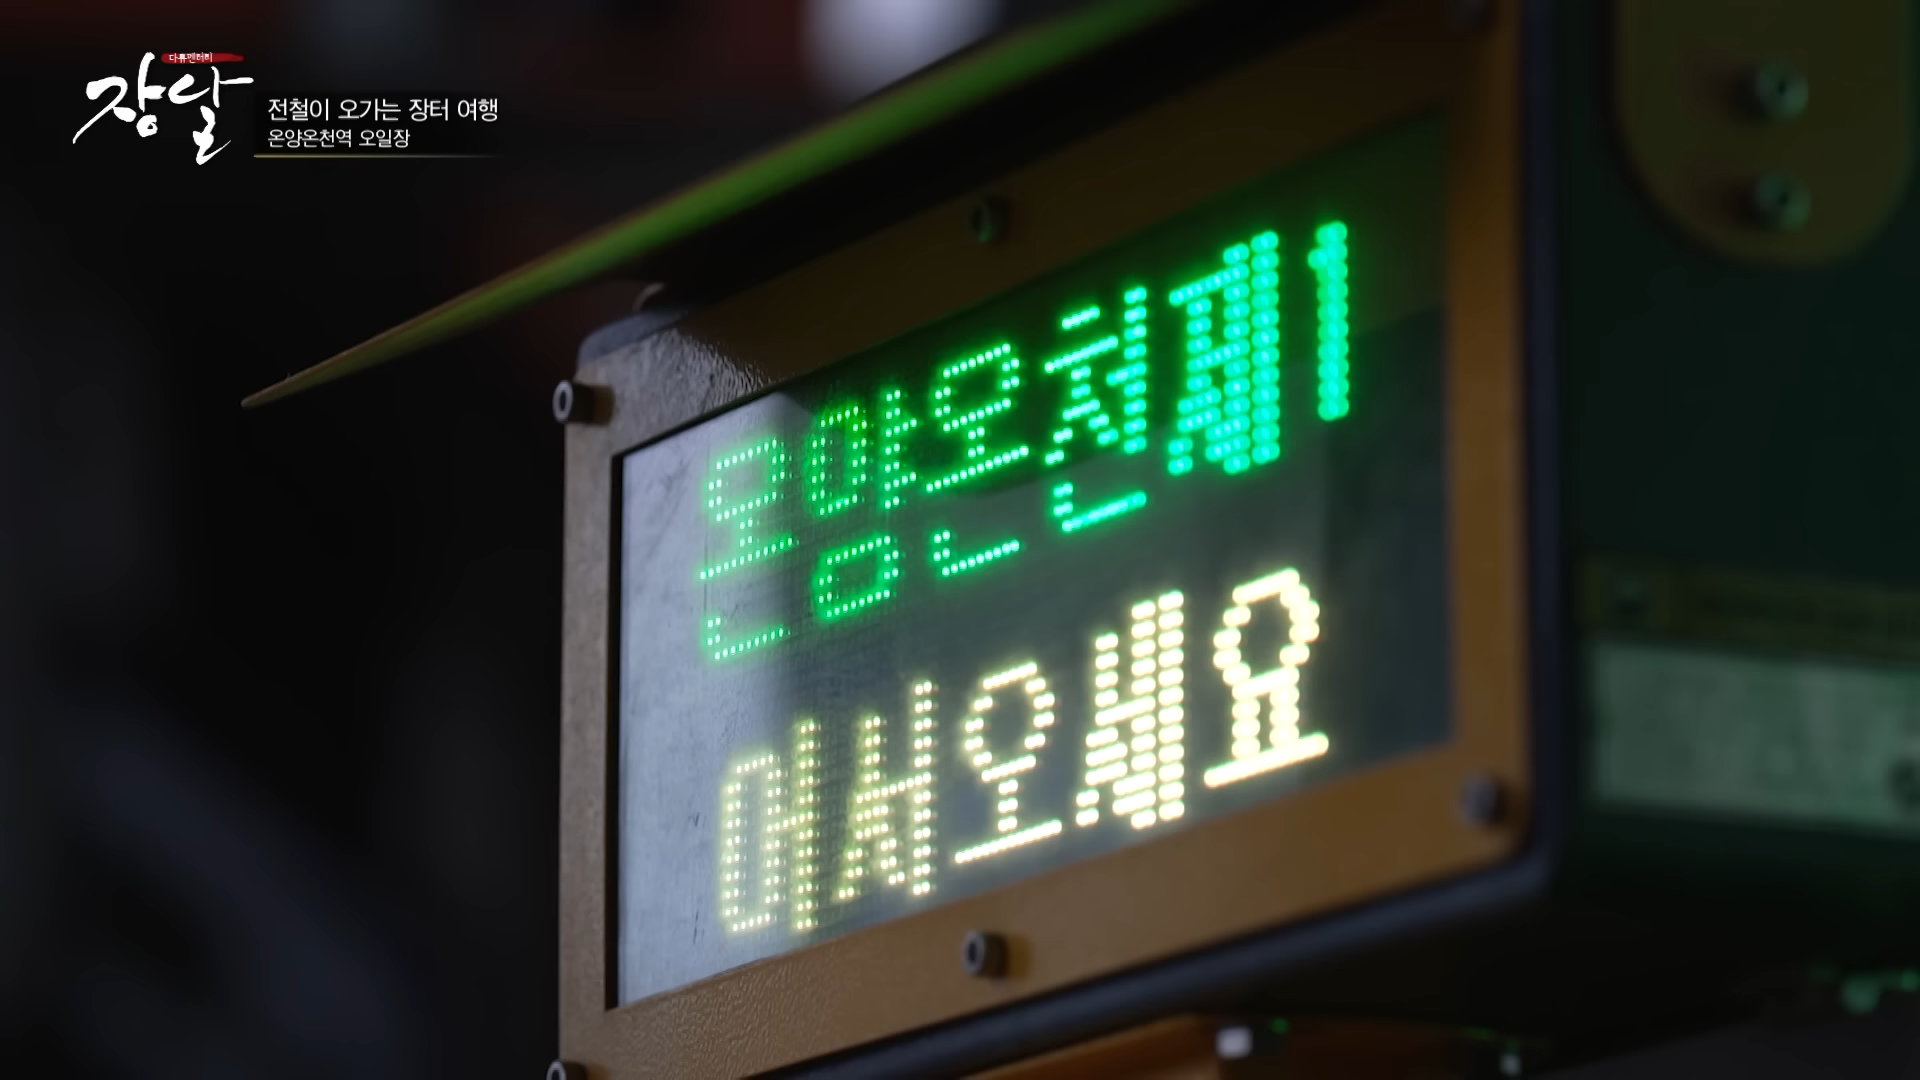 다큐멘터리
장날
전철이 오가는 장터 여행
온양온천역 오일장
온양온천제1
어서오세요